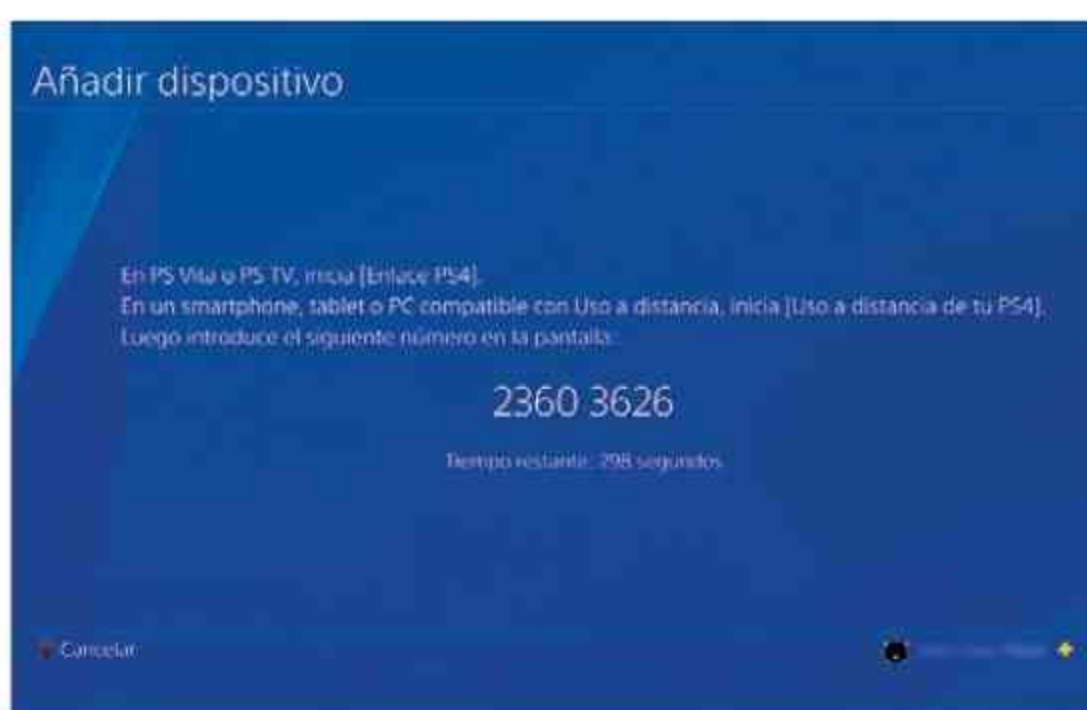 Añadir dispositivo
En PS Vita o PS TV, inicia [Enlace PS4].
En un smartphone, tablet o PC compatible con Uso a distancia, inicia [Uso a distancia de tu PS4].
Luego introduce el siguiente número en la pantalla:
2360 3626
Tiempo restante: 298 segundos
Cancelar